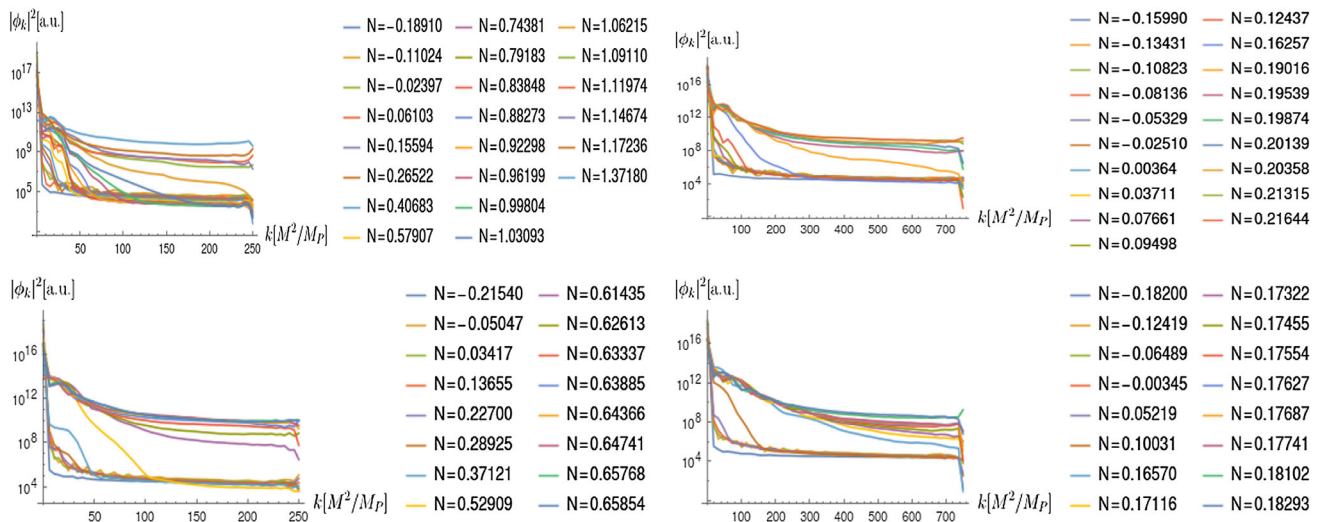 |ϕ_k|²[a.u.]
10^17
10^13
10^9
10^5
50 100 150 200 250
k[M²/M_P]
N=−0.18910 N=0.74381 N=1.06215
N=−0.11024 N=0.79183 N=1.09110
N=−0.02397 N=0.83848 N=1.11974
N=0.06103 N=0.88273 N=1.14674
N=0.15594 N=0.92298 N=1.17236
N=0.26522 N=0.96199 N=1.37180
N=0.40683 N=0.99804
N=0.57907 N=1.03093
|ϕ_k|²[a.u.]
10^16
10^12
10^8
10^4
100 200 300 400 500 600 700
k[M²/M_P]
N=−0.15990 N=0.12437
N=−0.13431 N=0.16257
N=−0.10823 N=0.19016
N=−0.08136 N=0.19539
N=−0.05329 N=0.19874
N=−0.02510 N=0.20139
N=0.00364 N=0.20358
N=0.03711 N=0.21315
N=0.07661 N=0.21644
N=0.09498
|ϕ_k|²[a.u.]
10^16
10^12
10^8
10^4
50 100 150 200 250
k[M²/M_P]
N=−0.21540 N=0.61435
N=−0.05047 N=0.62613
N=0.03417 N=0.63337
N=0.13655 N=0.63885
N=0.22700 N=0.64366
N=0.28925 N=0.64741
N=0.37121 N=0.65768
N=0.52909 N=0.65854
|ϕ_k|²[a.u.]
10^16
10^12
10^8
10^4
100 200 300 400 500 600 700
k[M²/M_P]
N=−0.18200 N=0.17322
N=−0.12419 N=0.17455
N=−0.06489 N=0.17554
N=−0.00345 N=0.17627
N=0.05219 N=0.17687
N=0.10031 N=0.17741
N=0.16570 N=0.18102
N=0.17116 N=0.18293